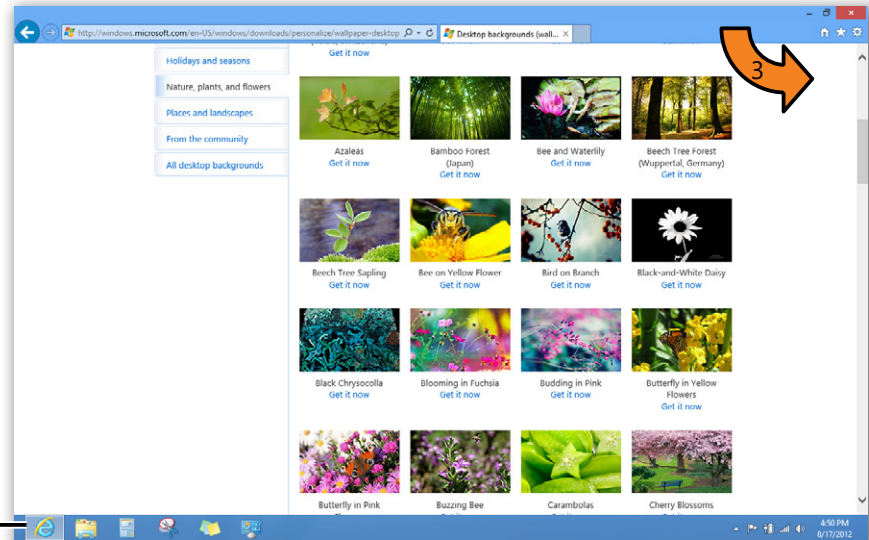 http://windows.microsoft.com/en-US/windows/downloads/personalize/wallpaper-desktop
Desktop backgrounds (wall...
3
Get it now
Holidays and seasons
Nature, plants, and flowers
Places and landscapes
From the community
All desktop backgrounds
Azaleas
Get it now
Bamboo Forest
(Japan)
Get it now
Bee and Waterlily
Get it now
Beech Tree Forest
(Wuppertal, Germany)
Get it now
Beech Tree Sapling
Get it now
Bee on Yellow Flower
Get it now
Bird on Branch
Get it now
Black-and-White Daisy
Get it now
Black Chrysocolla
Get it now
Blooming in Fuchsia
Get it now
Budding in Pink
Get it now
Butterfly in Yellow
Flowers
Get it now
Butterfly in Pink
Buzzing Bee
Carambolas
Cherry Blossoms
4:50 PM
8/17/2012